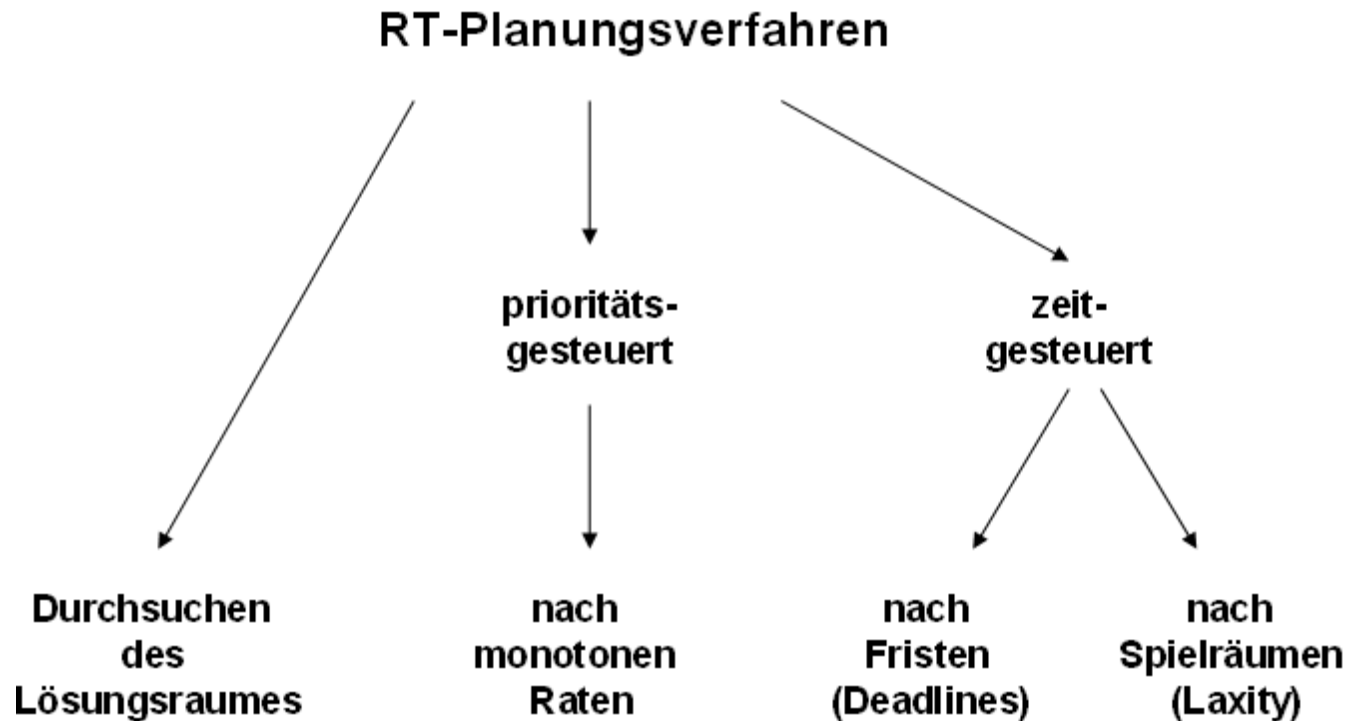 RT-Planungsverfahren
prioritäts-
gesteuert
zeit-
gesteuert
Durchsuchen
des
Lösungsraumes
nach
monotonen
Raten
nach
Fristen
(Deadlines)
nach
Spielräumen
(Laxity)